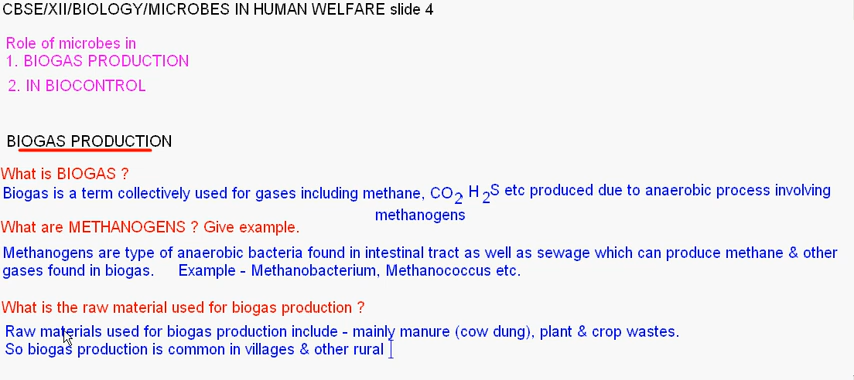 CBSE/XII/BIOLOGY/MICROBES IN HUMAN WELFARE slide 4
Role of microbes in
1. BIOGAS PRODUCTION
2. IN BIOCONTROL
BIOGAS PRODUCTION
What is BIOGAS ?
Biogas is a term collectively used for gases including methane, CO2 H2S etc produced due to anaerobic process involving
methanogens
What are METHANOGENS ? Give example.
Methanogens are type of anaerobic bacteria found in intestinal tract as well as sewage which can produce methane & other
gases found in biogas. Example - Methanobacterium, Methanococcus etc.
What is the raw material used for biogas production ?
Raw materials used for biogas production include - mainly manure (cow dung), plant & crop wastes.
So biogas production is common in villages & other rural